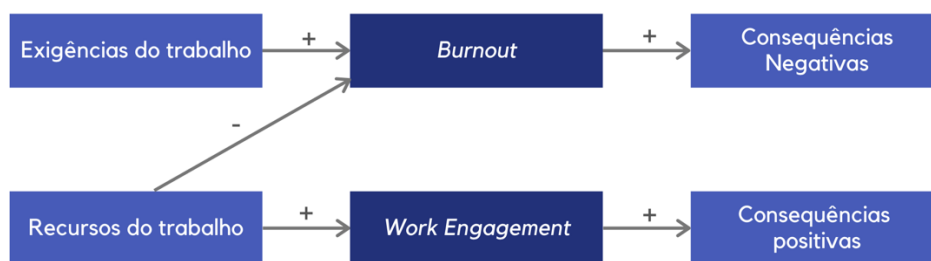 Exigências do trabalho
+
Burnout
+
Consequências
Negativas
-
Recursos do trabalho
+
Work Engagement
+
Consequências
positivas